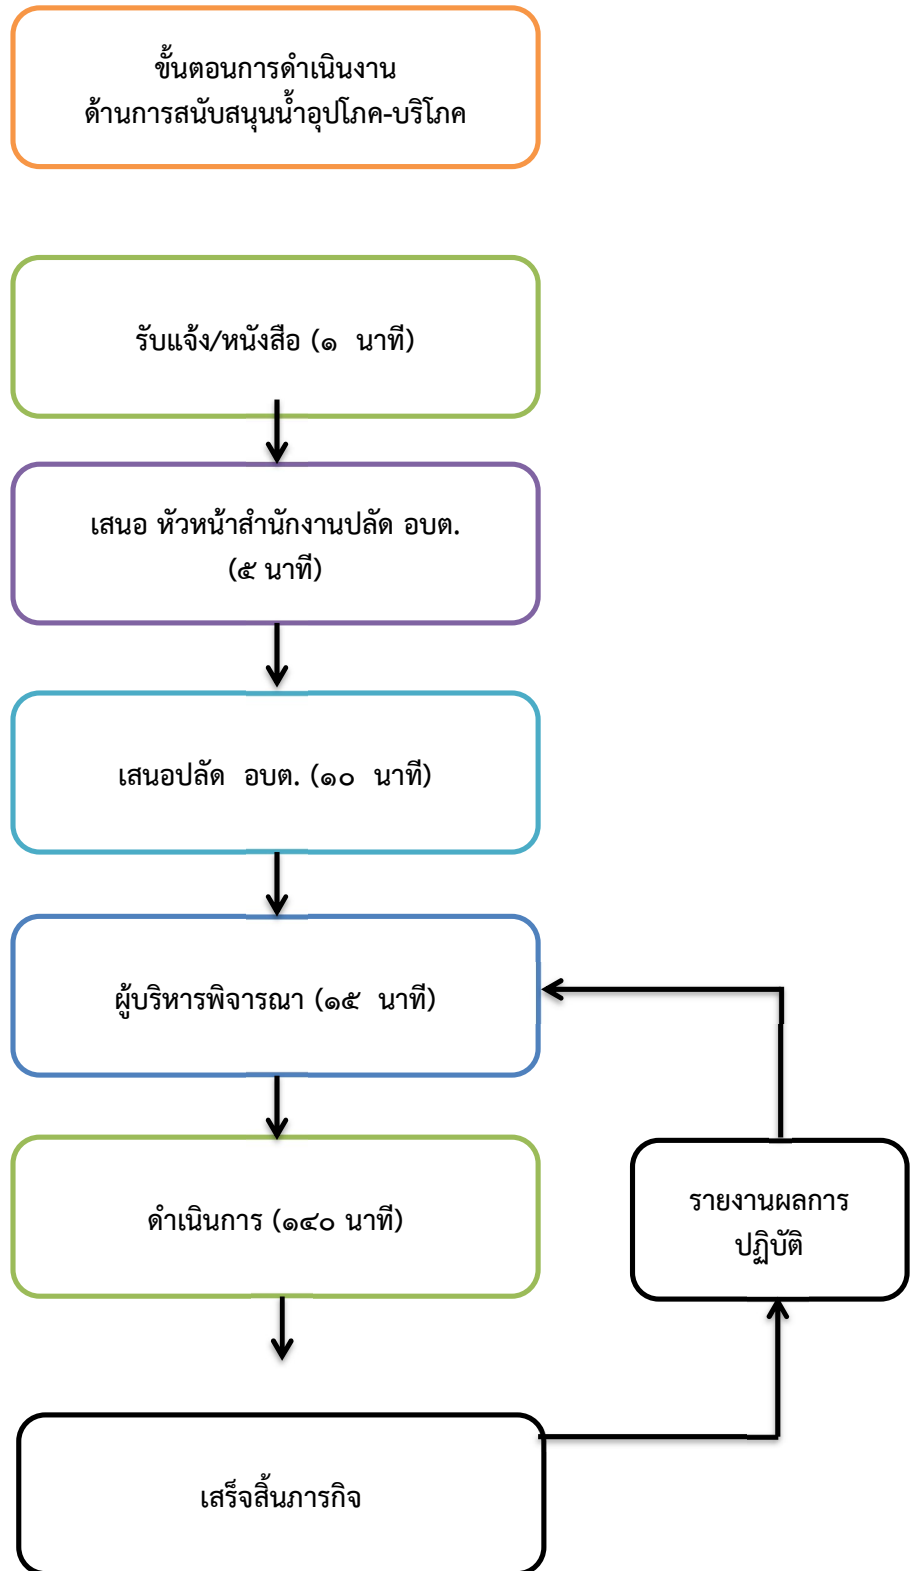 ขั้นตอนการดำเนินงาน
ด้านการสนับสนุนน้ำอุปโภค-บริโภค
รับแจ้ง/หนังสือ (๑ นาที)
เสนอ หัวหน้าสำนักงานปลัด อบต.
(๕ นาที)
เสนอปลัด อบต. (๑๐ นาที)
ผู้บริหารพิจารณา (๑๕ นาที)
ดำเนินการ (๑๔๐ นาที)
รายงานผลการ
ปฏิบัติ
เสร็จสิ้นภารกิจ